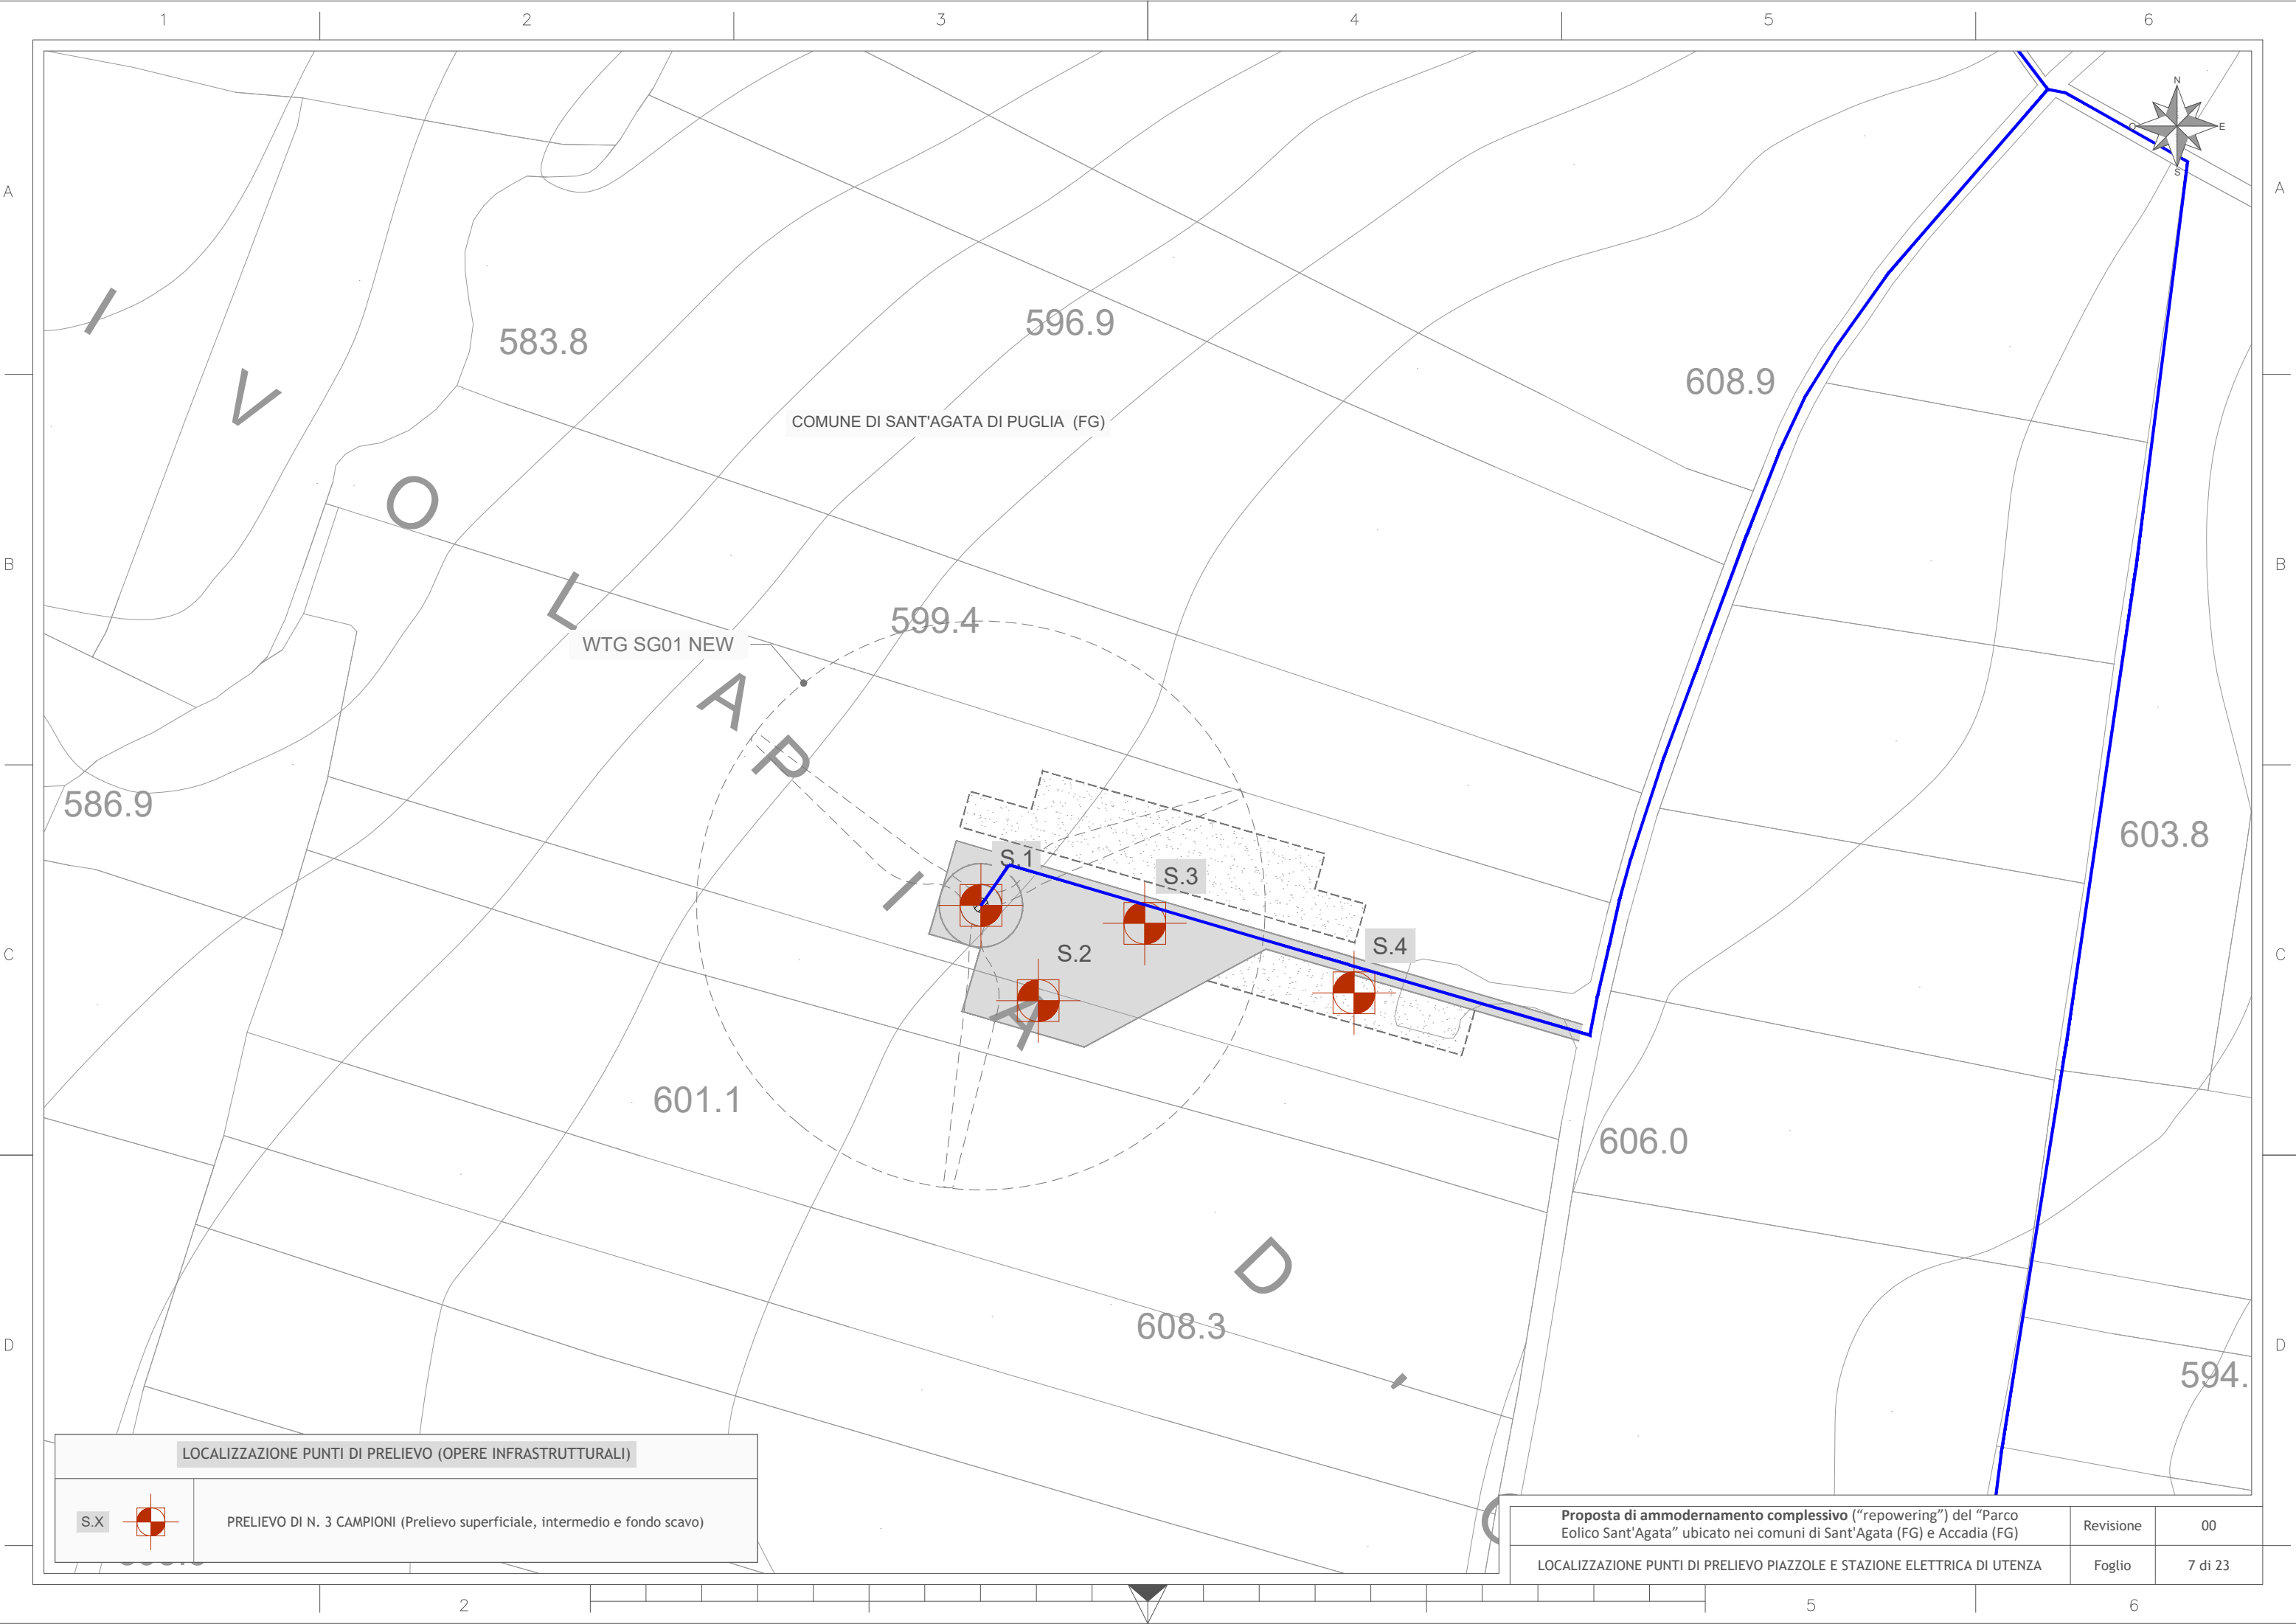 1 2 3 4 5 6
A A
B B
C C
D D
N
O E
S
I V O L A P I A D ' 
583.8
596.9
608.9
COMUNE DI SANT'AGATA DI PUGLIA (FG)
599.4
WTG SG01 NEW
586.9
603.8
S.1
S.3
S.4
S.2
601.1
606.0
608.3
594.
LOCALIZZAZIONE PUNTI DI PRELIEVO (OPERE INFRASTRUTTURALI)
S.X PRELIEVO DI N. 3 CAMPIONI (Prelievo superficiale, intermedio e fondo scavo)
Proposta di ammodernamento complessivo (“repowering”) del “Parco
Eolico Sant'Agata” ubicato nei comuni di Sant'Agata (FG) e Accadia (FG)
Revisione 00
LOCALIZZAZIONE PUNTI DI PRELIEVO PIAZZOLE E STAZIONE ELETTRICA DI UTENZA
Foglio 7 di 23
2 5 6